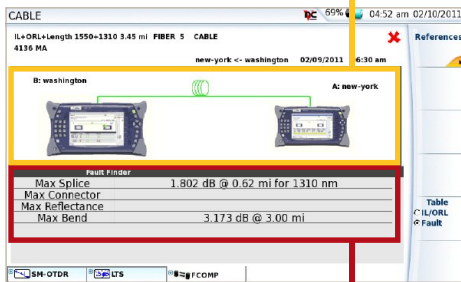 CABLE 69% 04:52 am 02/10/2011
IL+ORL+Length 1550+1310 3.45 mi FIBER 5 CABLE
4136 MA
new-york <- washington 02/09/2011 6:30 am
References
B: washington
A: new-york
Fault Finder
Max Splice 1.802 dB @ 0.62 mi for 1310 nm
Max Connector
Max Reflectance
Max Bend 3.173 dB @ 3.00 mi
Table
IL/ORL
Fault
SM-OTDR LTS FCOMP